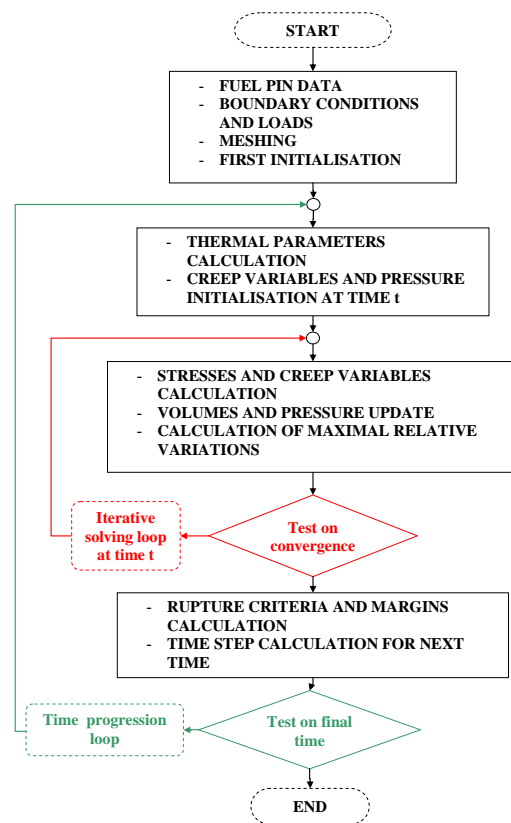 START
- FUEL PIN DATA
- BOUNDARY CONDITIONS
AND LOADS
- MESHING
- FIRST INITIALISATION
- THERMAL PARAMETERS
CALCULATION
- CREEP VARIABLES AND PRESSURE
INITIALISATION AT TIME t
- STRESSES AND CREEP VARIABLES
CALCULATION
- VOLUMES AND PRESSURE UPDATE
- CALCULATION OF MAXIMAL RELATIVE
VARIATIONS
Iterative
solving loop
at time t
Test on
convergence
- RUPTURE CRITERIA AND MARGINS
CALCULATION
- TIME STEP CALCULATION FOR NEXT
TIME
Time progression
loop
Test on final
time
END